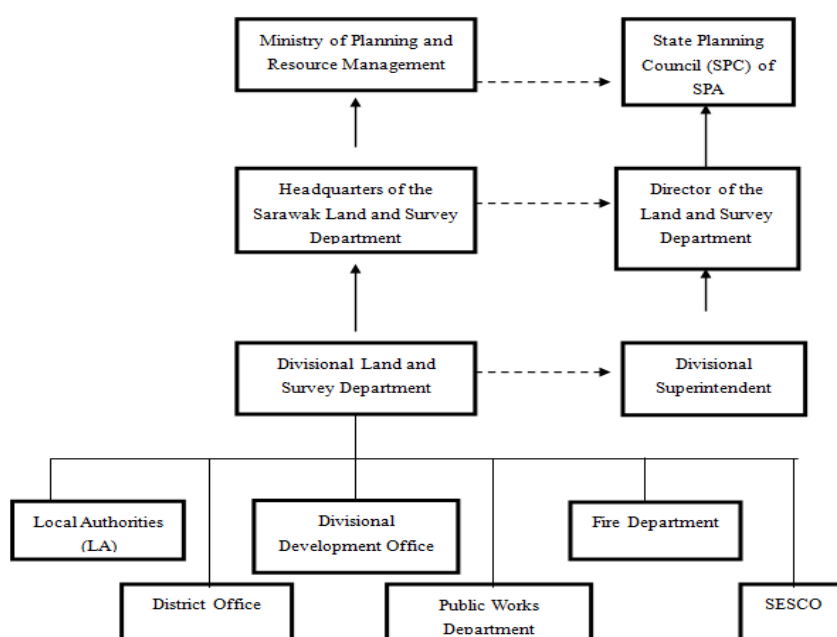 Ministry of Planning and
Resource Management
State Planning
Council (SPC) of
SPA
Headquarters of the
Sarawak Land and Survey
Department
Director of the
Land and Survey
Department
Divisional Land and
Survey Department
Divisional
Superintendent
Local Authorities
(LA)
Divisional
Development Office
Fire Department
District Office
Public Works
Department
SESCO